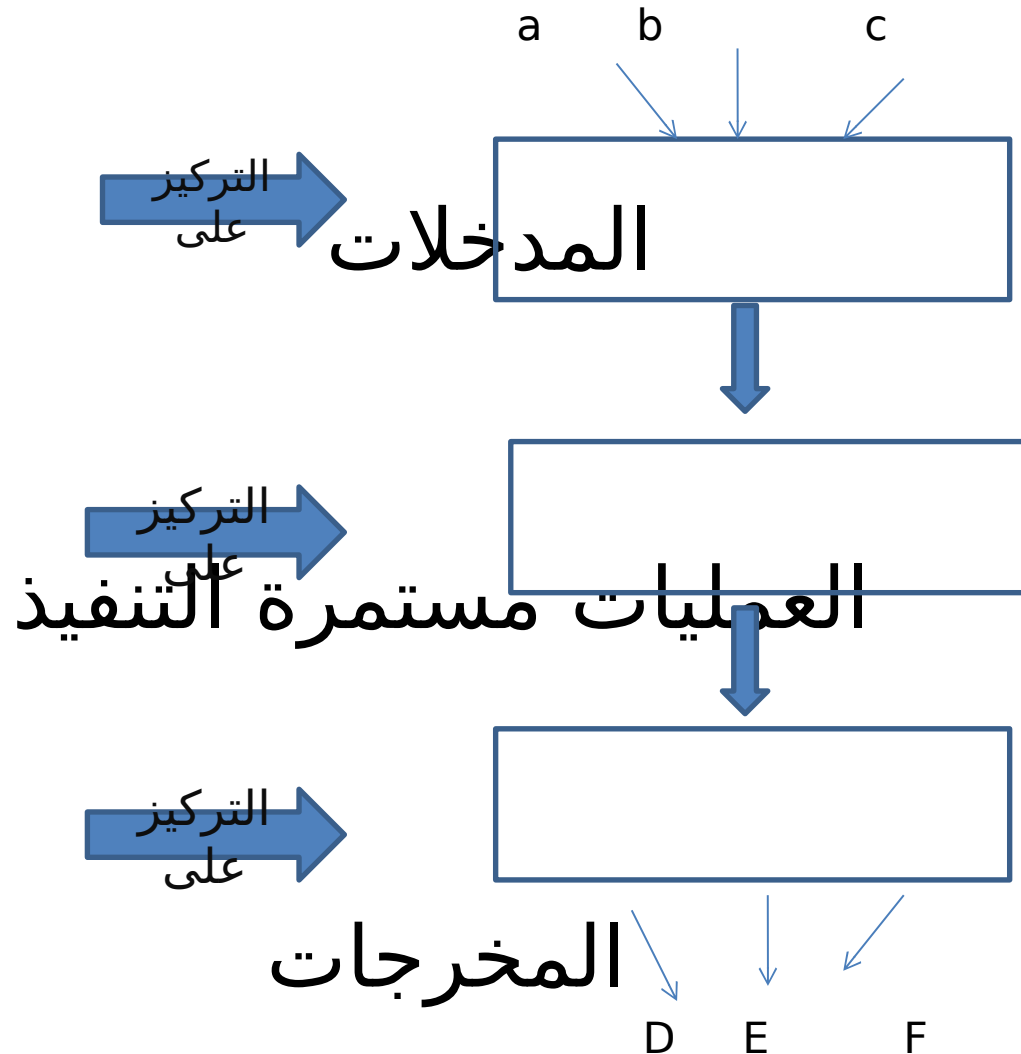 a b c
التركيز
على
المدخلات
التركيز
على
العمليات مستمرة التنفيذ
التركيز
على
المخرجات
D E F